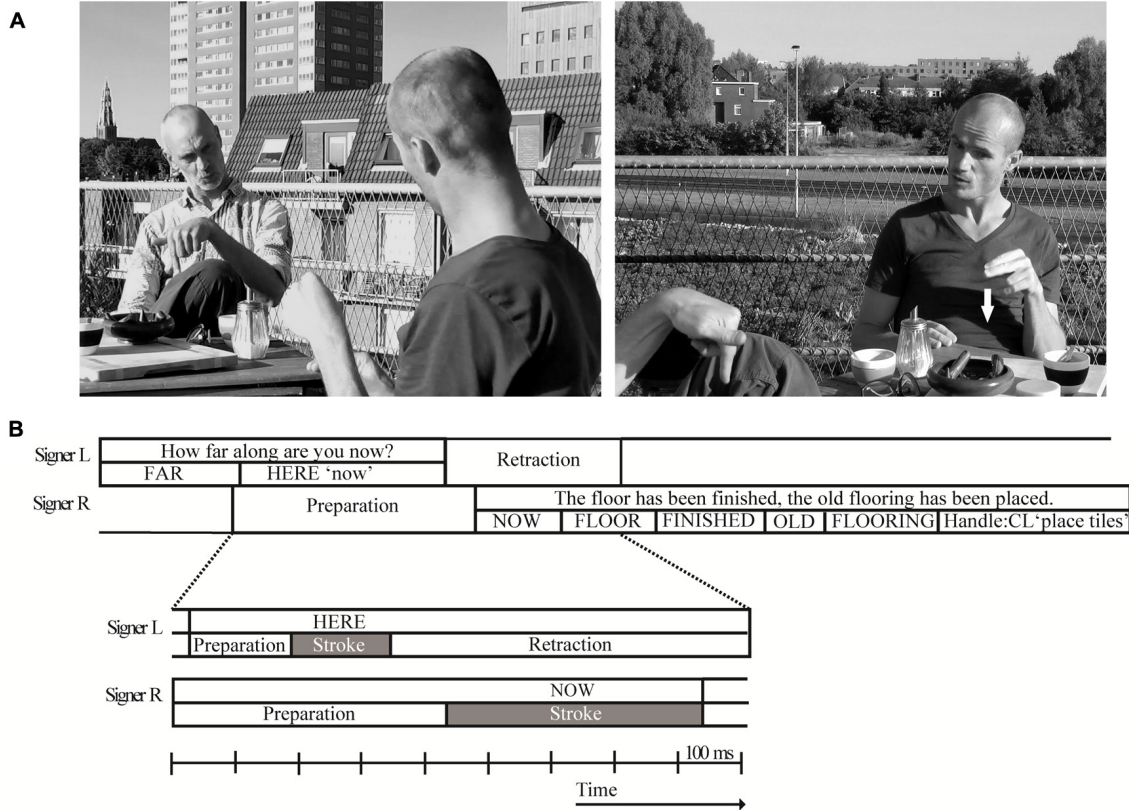 A
B
Signer L
How far along are you now?
FAR
HERE ‘now’
Retraction
Signer R
Preparation
The floor has been finished, the old flooring has been placed.
NOW
FLOOR
FINISHED
OLD
FLOORING
Handle:CL‘place tiles’
Signer L
HERE
Preparation
Stroke
Retraction
Signer R
NOW
Preparation
Stroke
100 ms
Time